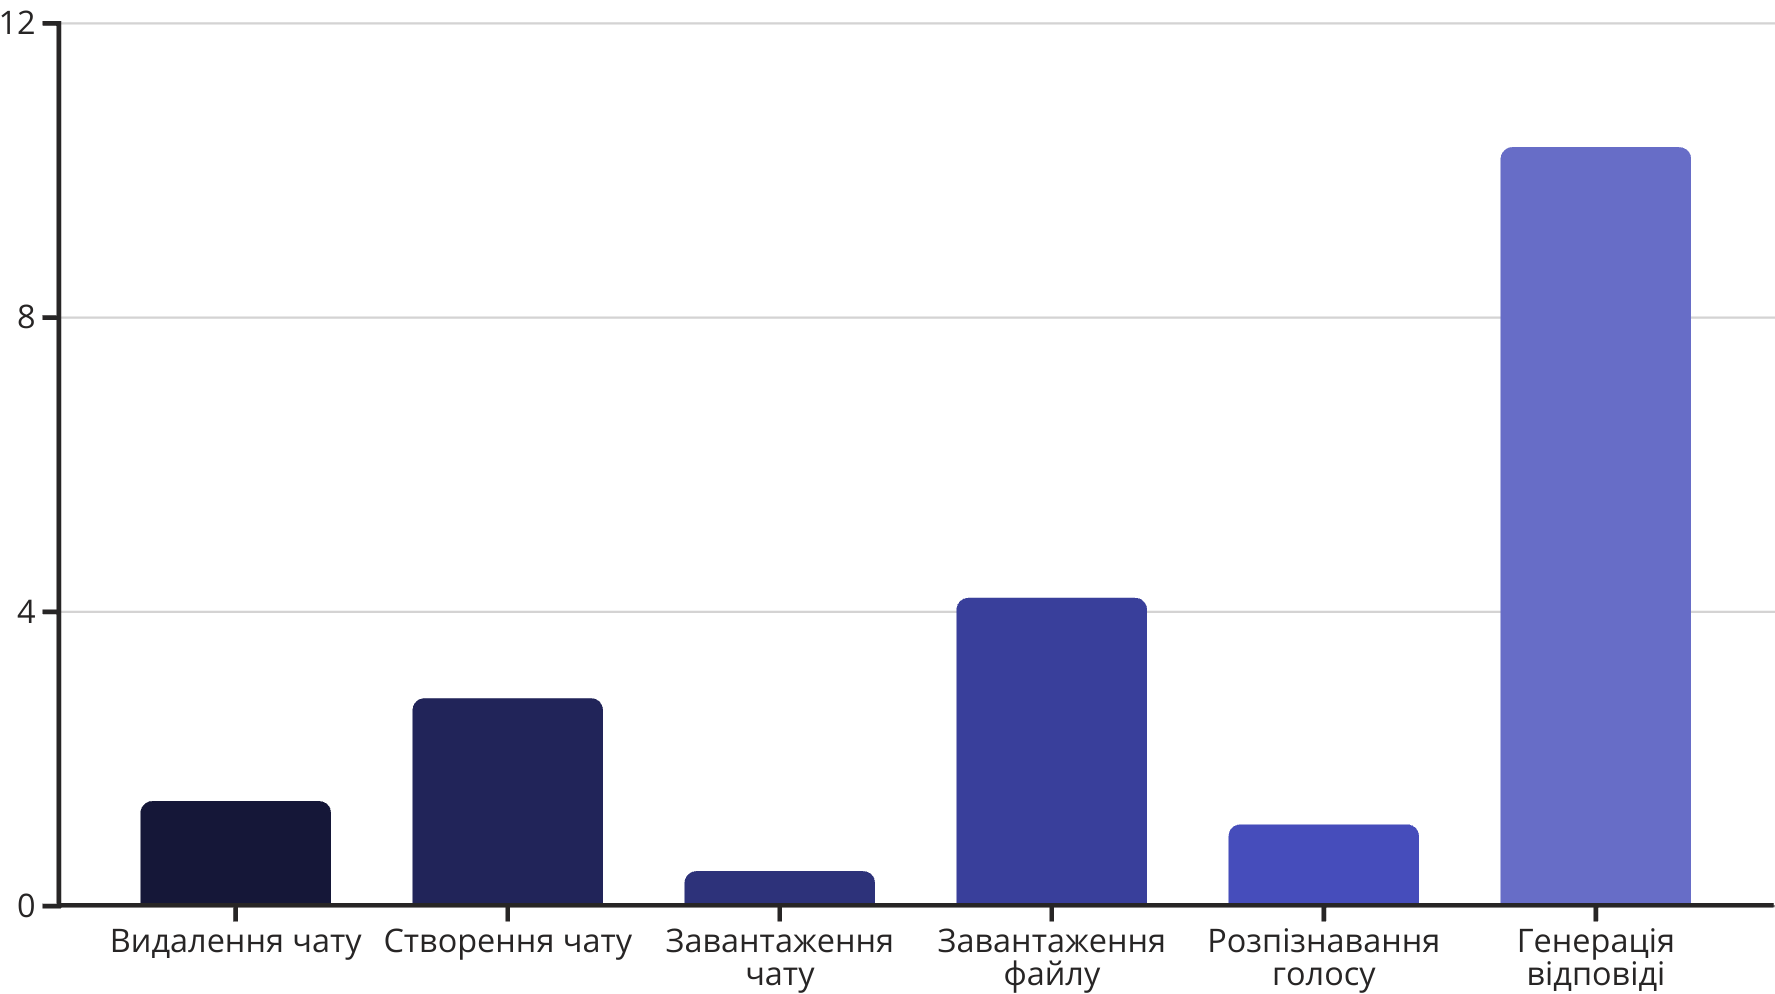 12
8
4
0
Видалення чату
Створення чату
Завантаження
чату
Завантаження
файлу
Розпізнавання
голосу
Генерація
відповіді